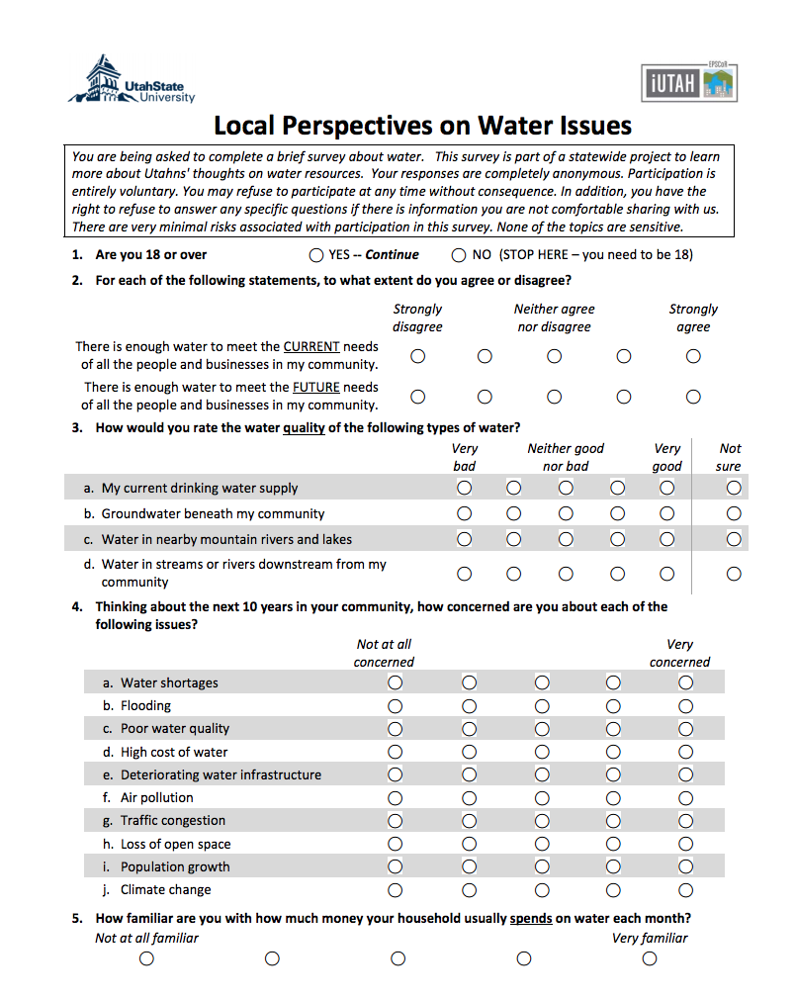 UtahState
University
EPSCoR
iUTAH
Local Perspectives on Water Issues
You are being asked to complete a brief survey about water. This survey is part of a statewide project to learn
more about Utahns' thoughts on water resources. Your responses are completely anonymous. Participation is
entirely voluntary. You may refuse to participate at any time without consequence. In addition, you have the
right to refuse to answer any specific questions if there is information you are not comfortable sharing with us.
There are very minimal risks associated with participation in this survey. None of the topics are sensitive.
1. Are you 18 or over YES -- Continue NO (STOP HERE – you need to be 18)
2. For each of the following statements, to what extent do you agree or disagree?
Strongly Neither agree Strongly
disagree nor disagree agree
There is enough water to meet the CURRENT needs
of all the people and businesses in my community.
There is enough water to meet the FUTURE needs
of all the people and businesses in my community.
3. How would you rate the water quality of the following types of water?
Very Neither good Very Not
bad nor bad good sure
a. My current drinking water supply
b. Groundwater beneath my community
c. Water in nearby mountain rivers and lakes
d. Water in streams or rivers downstream from my
community
4. Thinking about the next 10 years in your community, how concerned are you about each of the
following issues?
Not at all Very
concerned concerned
a. Water shortages
b. Flooding
c. Poor water quality
d. High cost of water
e. Deteriorating water infrastructure
f. Air pollution
g. Traffic congestion
h. Loss of open space
i. Population growth
j. Climate change
5. How familiar are you with how much money your household usually spends on water each month?
Not at all familiar Very familiar